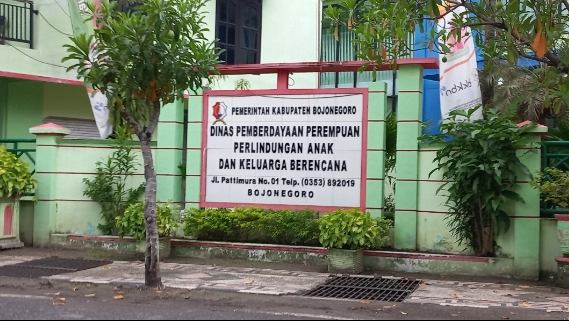 PEMERINTAH KABUPATEN BOJONEGORO
DINAS PEMBERDAYAAN PEREMPUAN
PERLINDUNGAN ANAK
DAN KELUARGA BERENCANA
Jl. Pattimura No. 01 Telp. (0353) 892019
BOJONEGORO
bkkbn